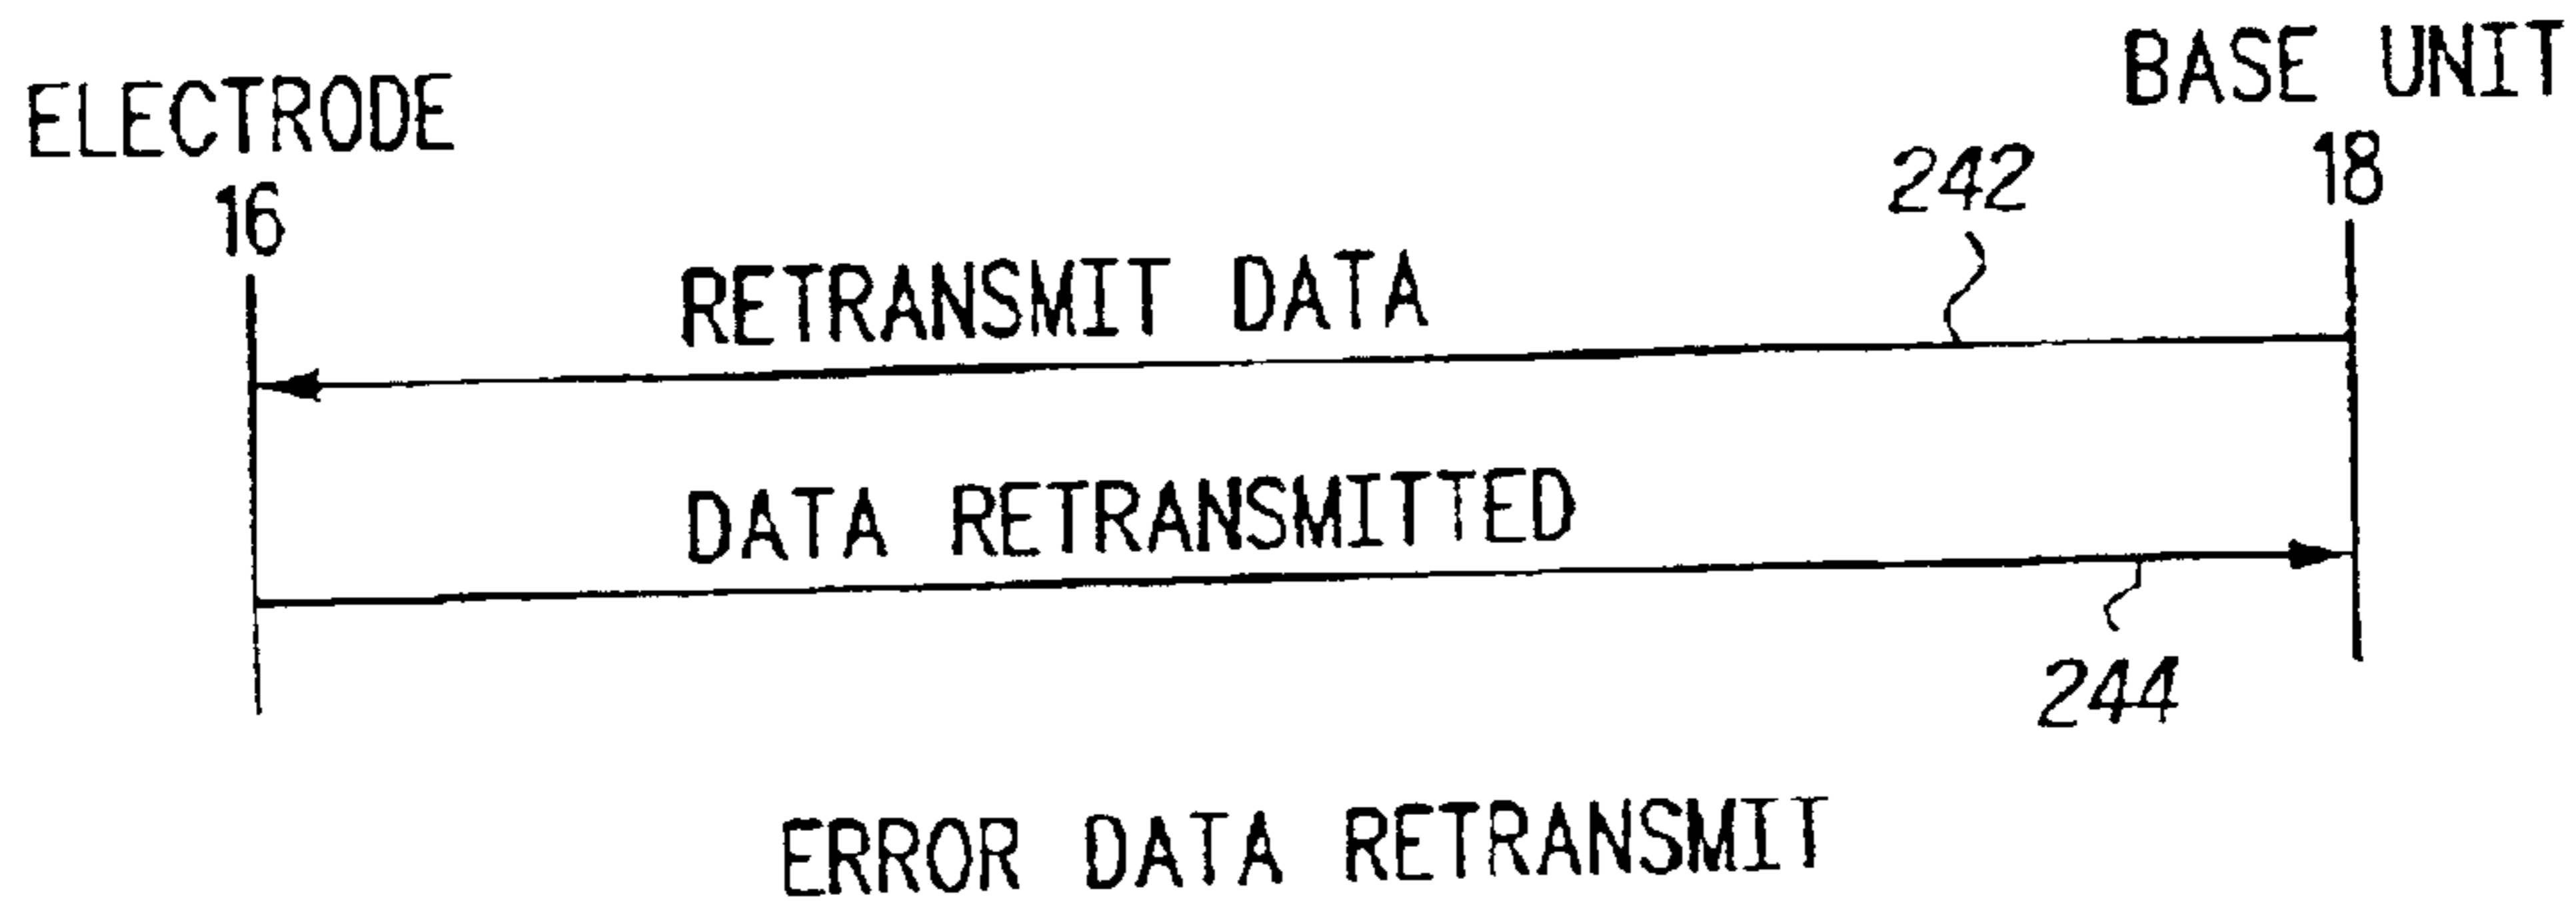 ELECTRODE
16
BASE UNIT
18
242
RETRANSMIT DATA
DATA RETRANSMITTED
244
ERROR DATA RETRANSMIT